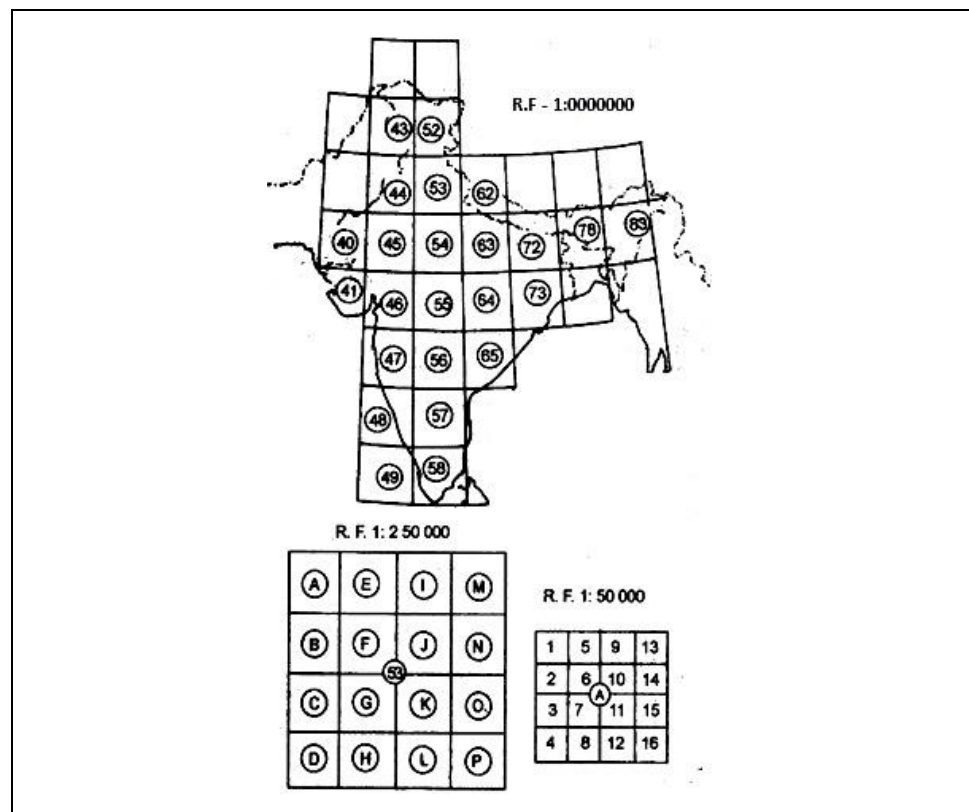 R.F - 1:0000000
43 52
44 53 62
40 45 54 63 72 78 83
41 46 55 64 73
47 56 65
48 57
49 58
R. F. 1: 2 50 000
A E I M
B F J N
53
C G K O.
D H L P
R. F. 1: 50 000
1 5 9 13
2 6 10 14
A
3 7 11 15
4 8 12 16